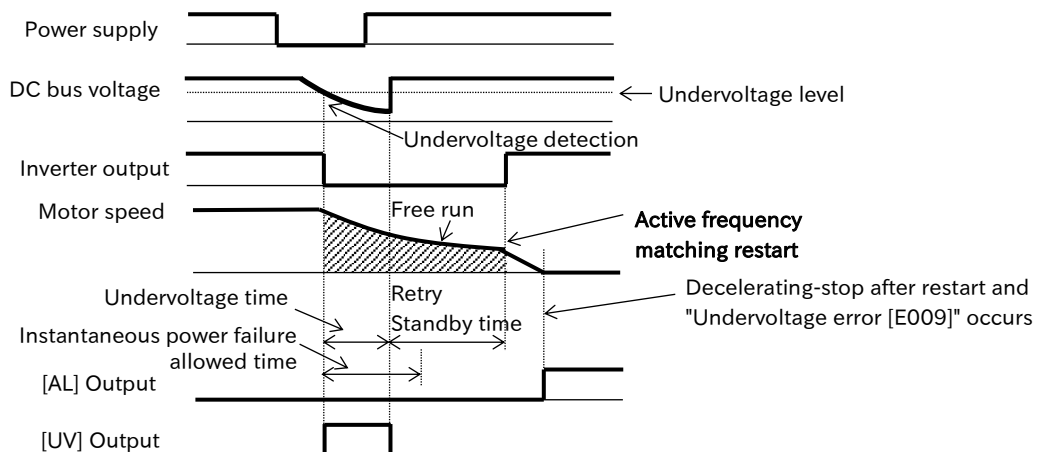 Power supply
DC bus voltage
Undervoltage level
Undervoltage detection
Inverter output
Motor speed
Free run
Active frequency
matching restart
Undervoltage time
Retry
Standby time
Decelerating-stop after restart and
"Undervoltage error [E009]" occurs
Instantaneous power failure
allowed time
[AL] Output
[UV] Output